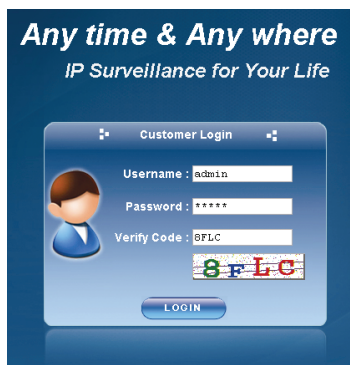 Any time & Any where
IP Surveillance for Your Life
Customer Login
Username : admin
Password : *****
Verify Code : 8FLC
8FLC
LOGIN